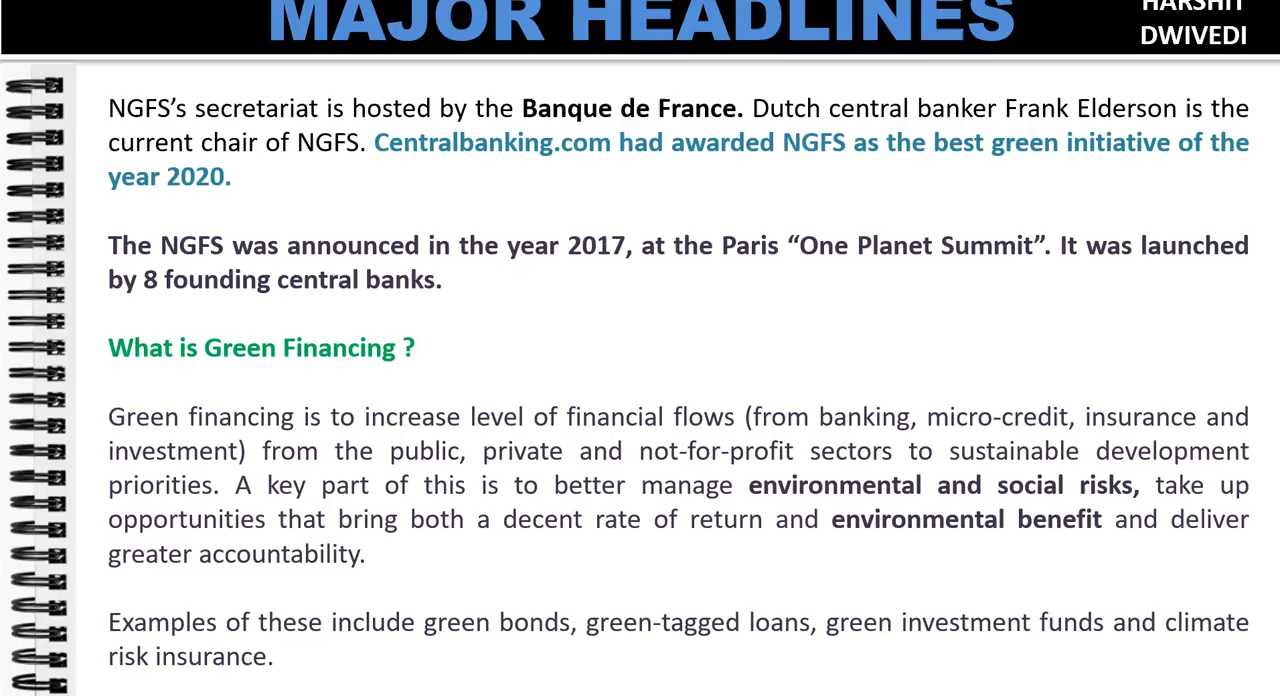 MAJOR HEADLINES
HARSHIT
DWIVEDI
NGFS’s secretariat is hosted by the Banque de France. Dutch central banker Frank Elderson is the
current chair of NGFS. Centralbanking.com had awarded NGFS as the best green initiative of the
year 2020.
The NGFS was announced in the year 2017, at the Paris “One Planet Summit”. It was launched
by 8 founding central banks.
What is Green Financing ?
Green financing is to increase level of financial flows (from banking, micro-credit, insurance and
investment) from the public, private and not-for-profit sectors to sustainable development
priorities. A key part of this is to better manage environmental and social risks, take up
opportunities that bring both a decent rate of return and environmental benefit and deliver
greater accountability.
Examples of these include green bonds, green-tagged loans, green investment funds and climate
risk insurance.